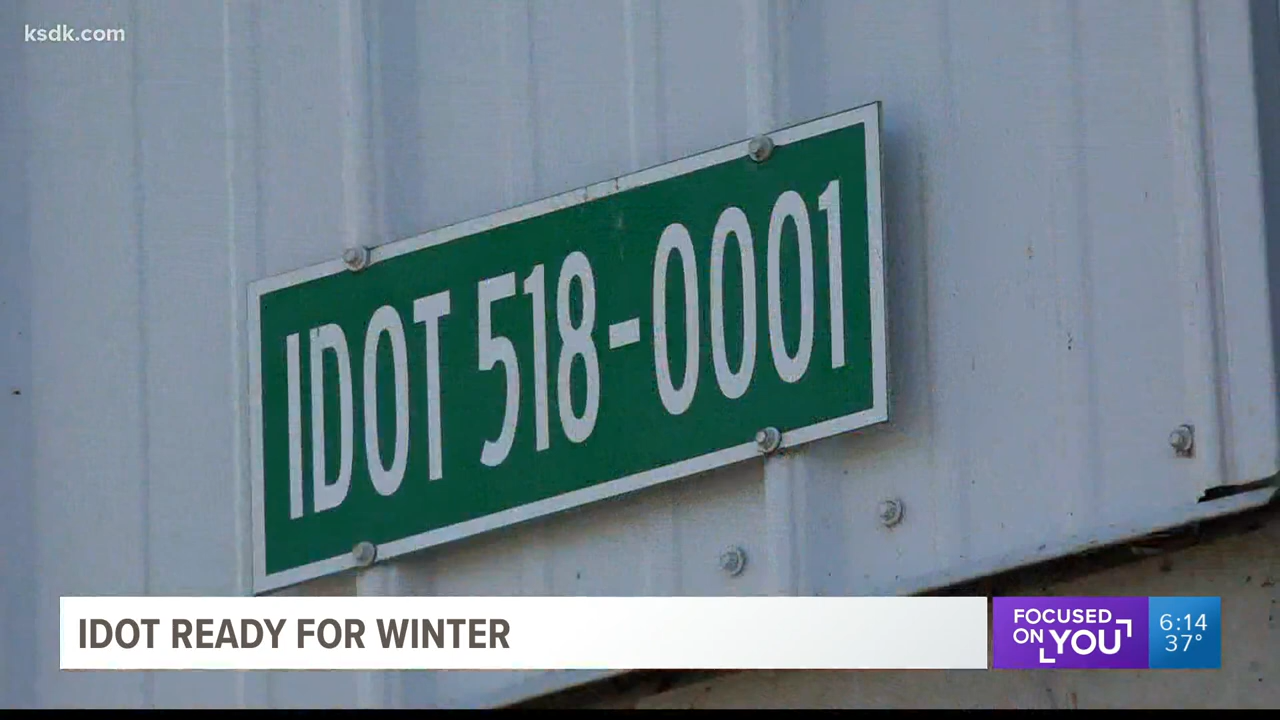 ksdk.com
IDOT 518-0001
IDOT READY FOR WINTER
FOCUSED
ON YOU
6:14
37°